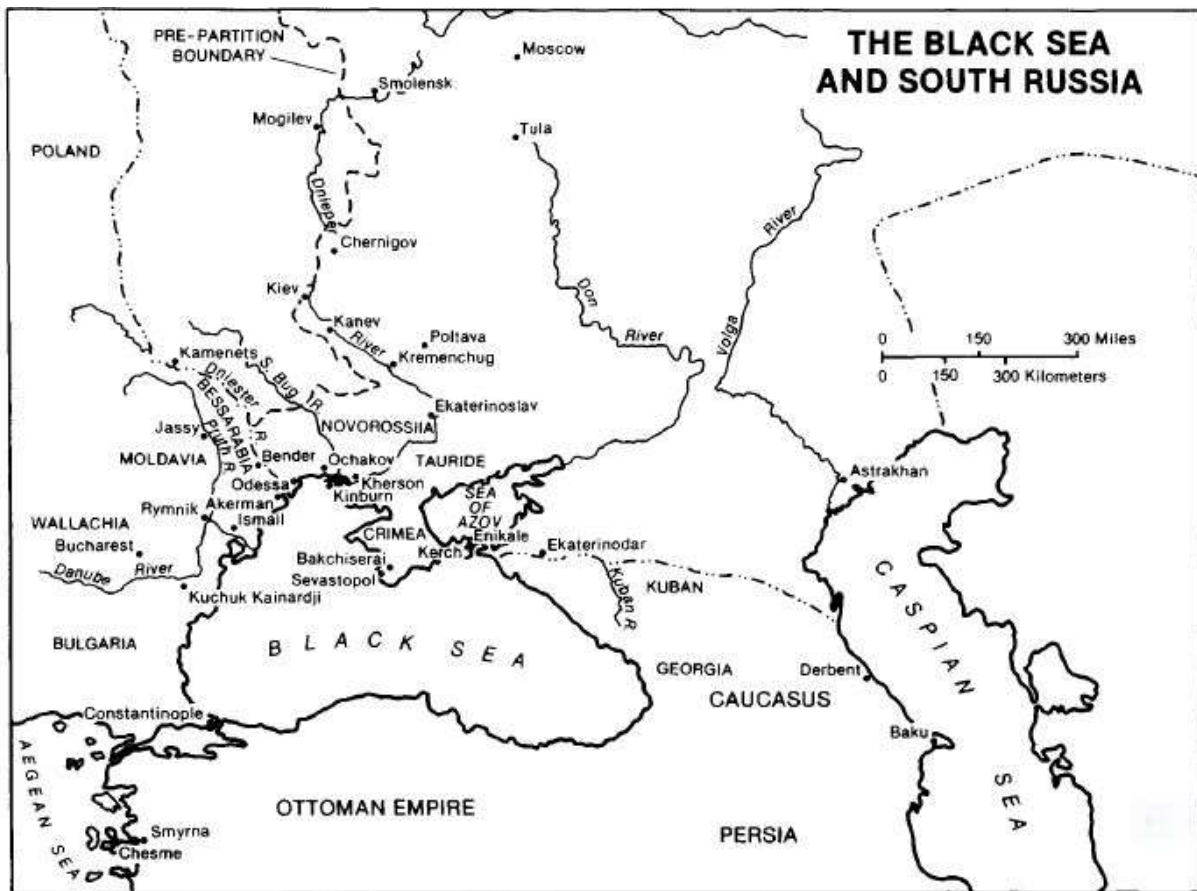 THE BLACK SEA
AND SOUTH RUSSIA
PRE-PARTITION
BOUNDARY
Moscow
Smolensk
Mogilev
Tula
POLAND
Dnieper
River
Chernigov
Kiev
Don
River
Volga
River
Kanev
Poltava
Kremenchug
0 150 300 Miles
0 150 300 Kilometers
Kamenets
S. Bug R.
Dniester R.
BESSARABIA
Ekaterinoslav
NOVOROSSIIA
Jassy
Pruth R.
MOLDAVIA
Bender
Ochakov
TAURIDE
Astrakhan
Odessa
Kherson
Kinburn
SEA
OF
AZOV
Rymnik
Akerman
Ismail
WALLACHIA
CRIMEA
Enikale
Bucharest
Kerch
Ekaterinodar
Bakchiserai
Sevastopol
Danube
River
Kuchuk Kainardji
Kuban R.
KUBAN
CASPIAN
SEA
BULGARIA
BLACK SEA
GEORGIA
Derbent
CAUCASUS
Constantinople
Baku
AEGEAN SEA
OTTOMAN EMPIRE
PERSIA
Smyrna
Chesme